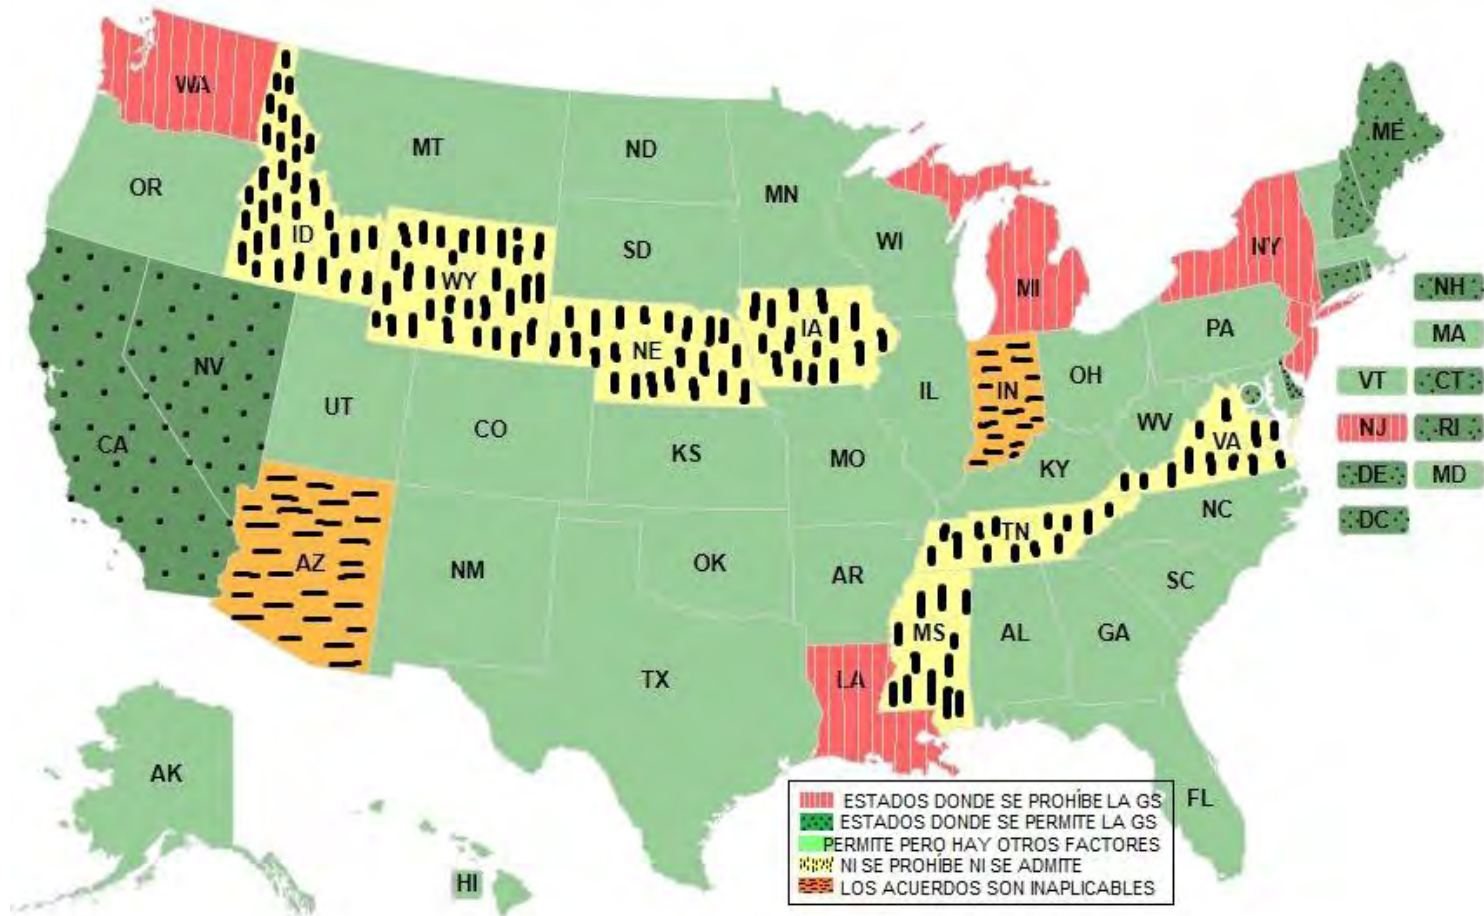 WA
ME
MT
ND
OR
MN
ID
SD
WI
NY
WY
MI
NH
IA
PA
MA
NE
NV
OH
VT
CT
UT
IL
IN
CO
WV
NJ
RI
CA
VA
KS
MO
KY
DE
MD
NC
DC
TN
AZ
NM
OK
AR
SC
MS
AL
GA
TX
LA
AK
FL
HI
ESTADOS DONDE SE PROHÍBE LA GS
ESTADOS DONDE SE PERMITE LA GS
PERMITE PERO HAY OTROS FACTORES
NI SE PROHÍBE NI SE ADMITE
LOS ACUERDOS SON INAPLICABLES